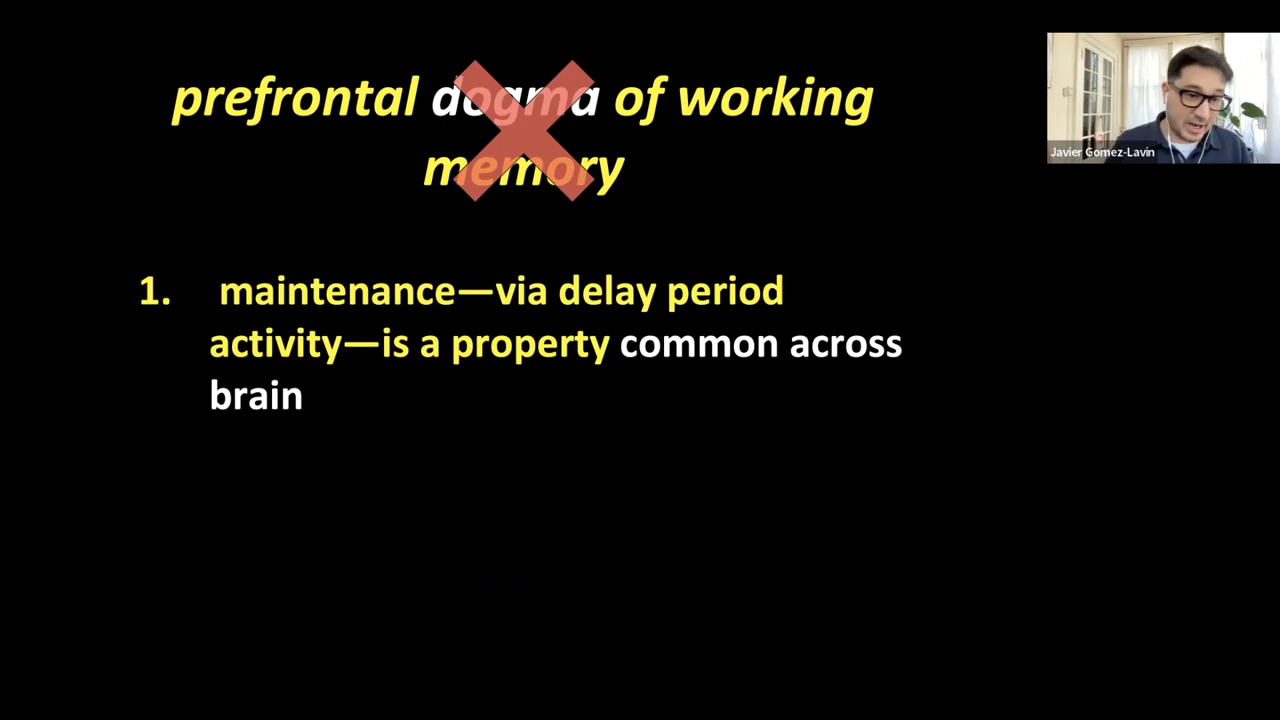 prefrontal dogma of working
memory
Javier Gomez-Lavin
1. maintenance—via delay period
activity—is a property common across
brain